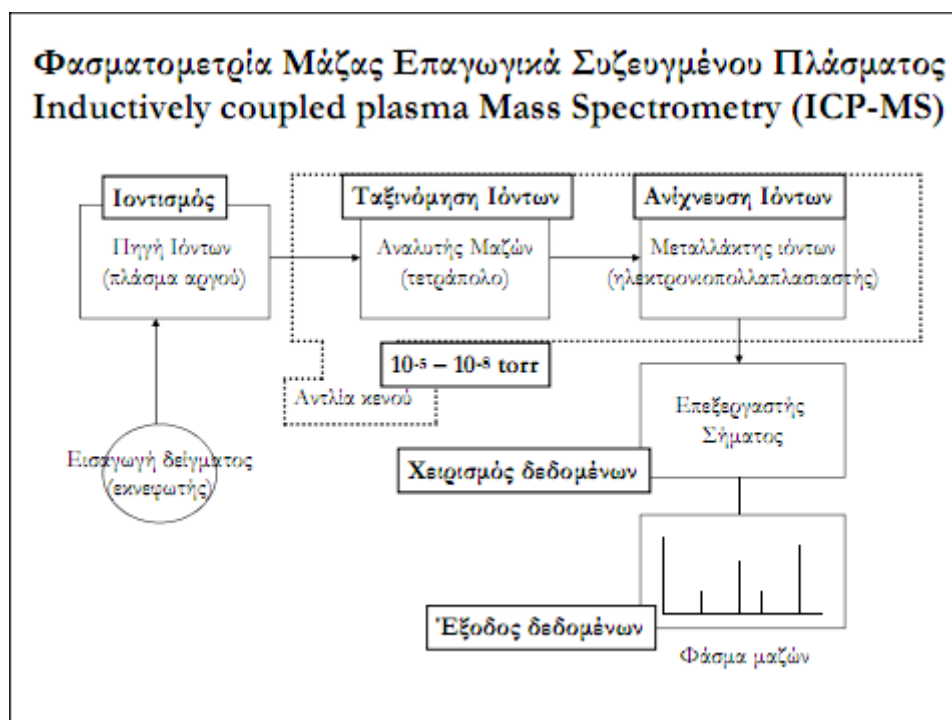 Φασματομετρία Μάζας Επαγωγικά Συζευγμένου Πλάσματος
Inductively coupled plasma Mass Spectrometry (ICP-MS)
Ιοντισμός
Πηγή Ιόντων
(πλάσμα αργού)
Ταξινόμηση Ιόντων
Αναλυτής Μαζών
(τετράπολο)
Ανίχνευση Ιόντων
Μεταλλάκτης ιόντων
(ηλεκτρονιοπολλαπλασιαστής)
10-5 – 10-8 torr
Αντλία κενού
Εισαγωγή δείγματος
(εκνεφωτής)
Επεξεργαστής
Σήματος
Χειρισμός δεδομένων
Έξοδος δεδομένων
Φάσμα μαζών